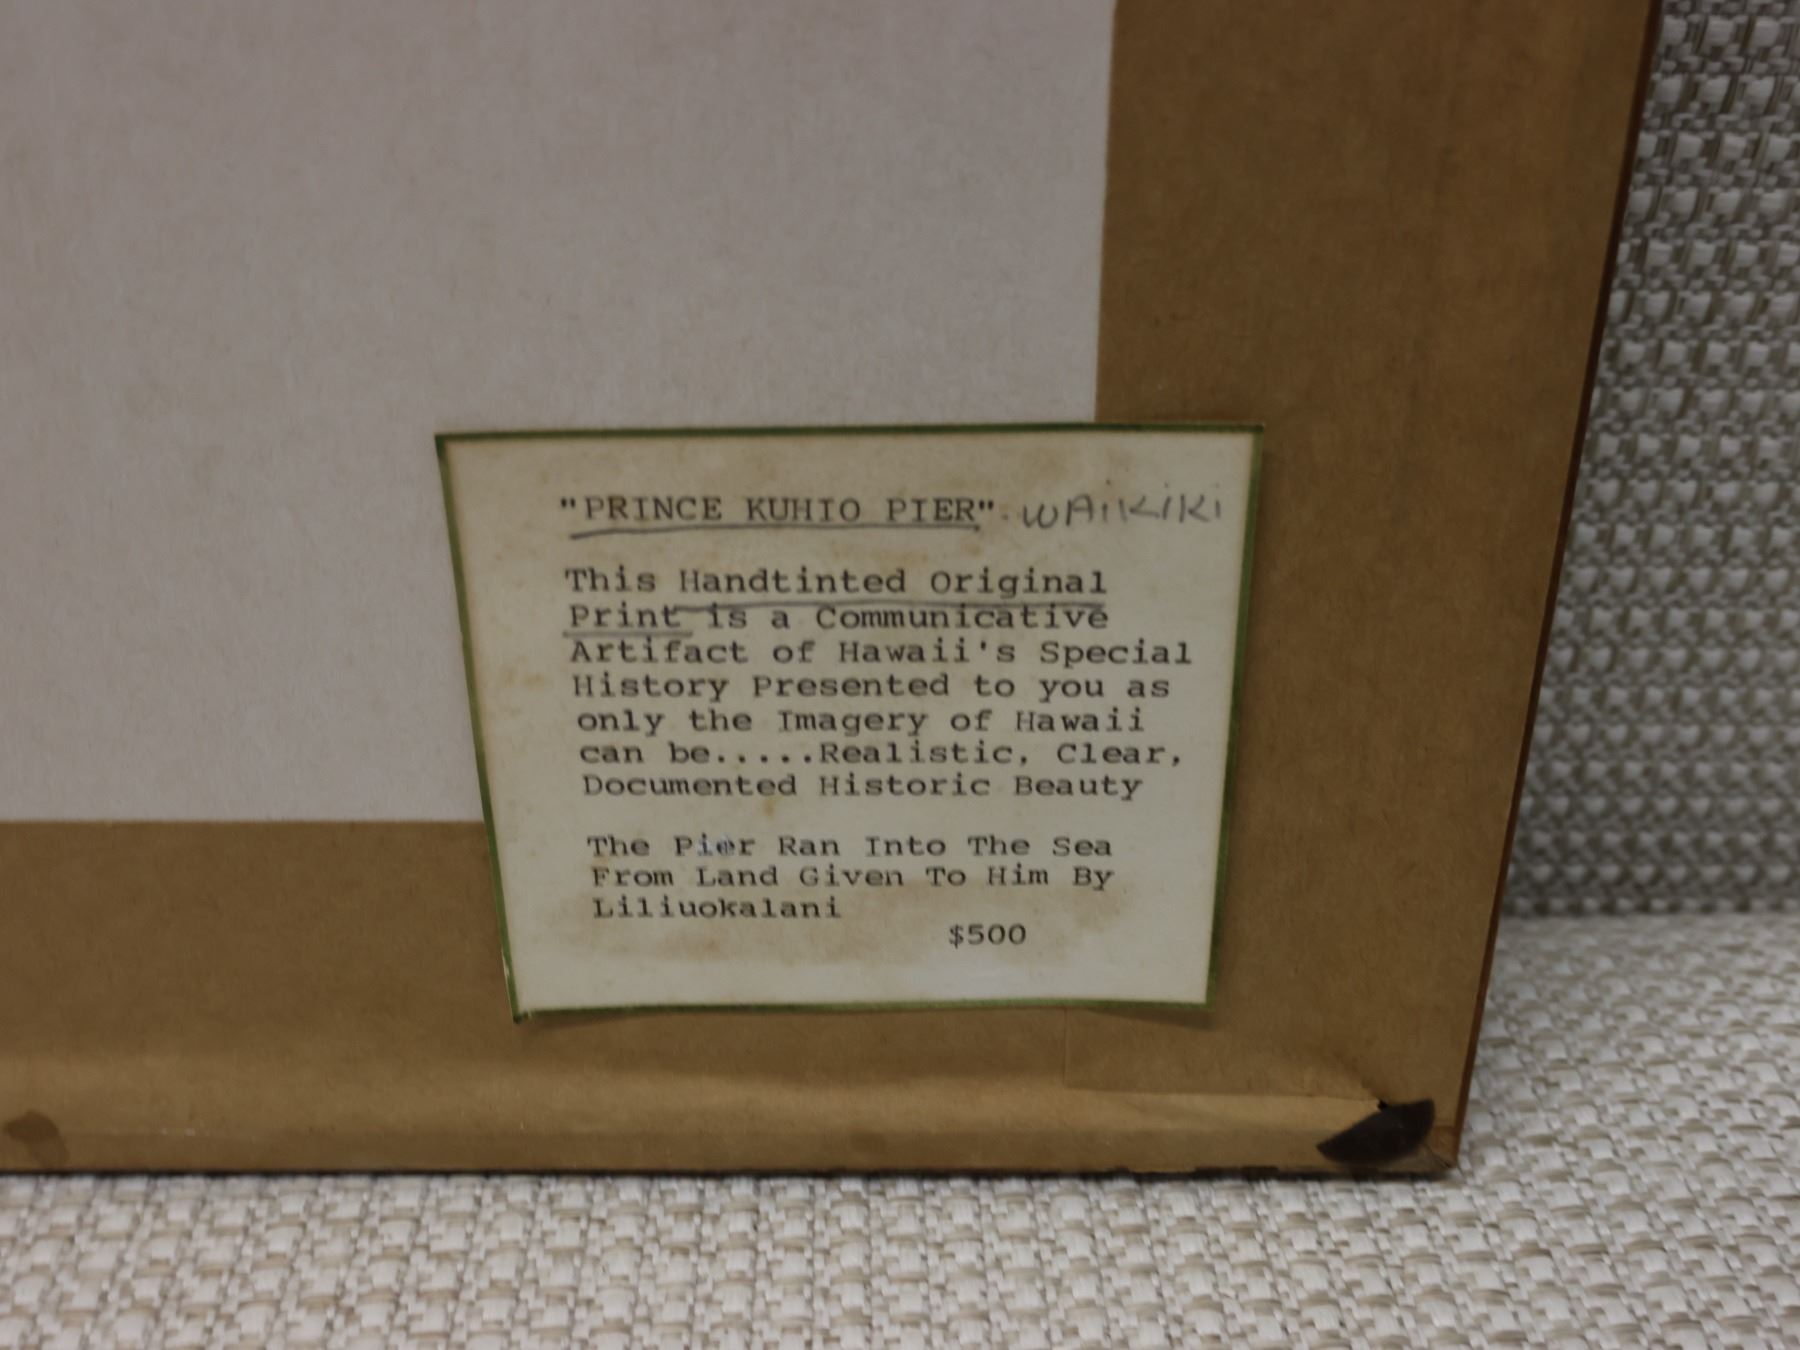 "PRINCE KUHIO PIER". WAiKiKi
This Handtinted Original
Print is a Communicative
Artifact of Hawaii's Special
History Presented to you as
only the Imagery of Hawaii
can be.....Realistic, Clear,
Documented Historic Beauty
The Pier Ran Into The Sea
From Land Given To Him By
Liliuokalani
$500